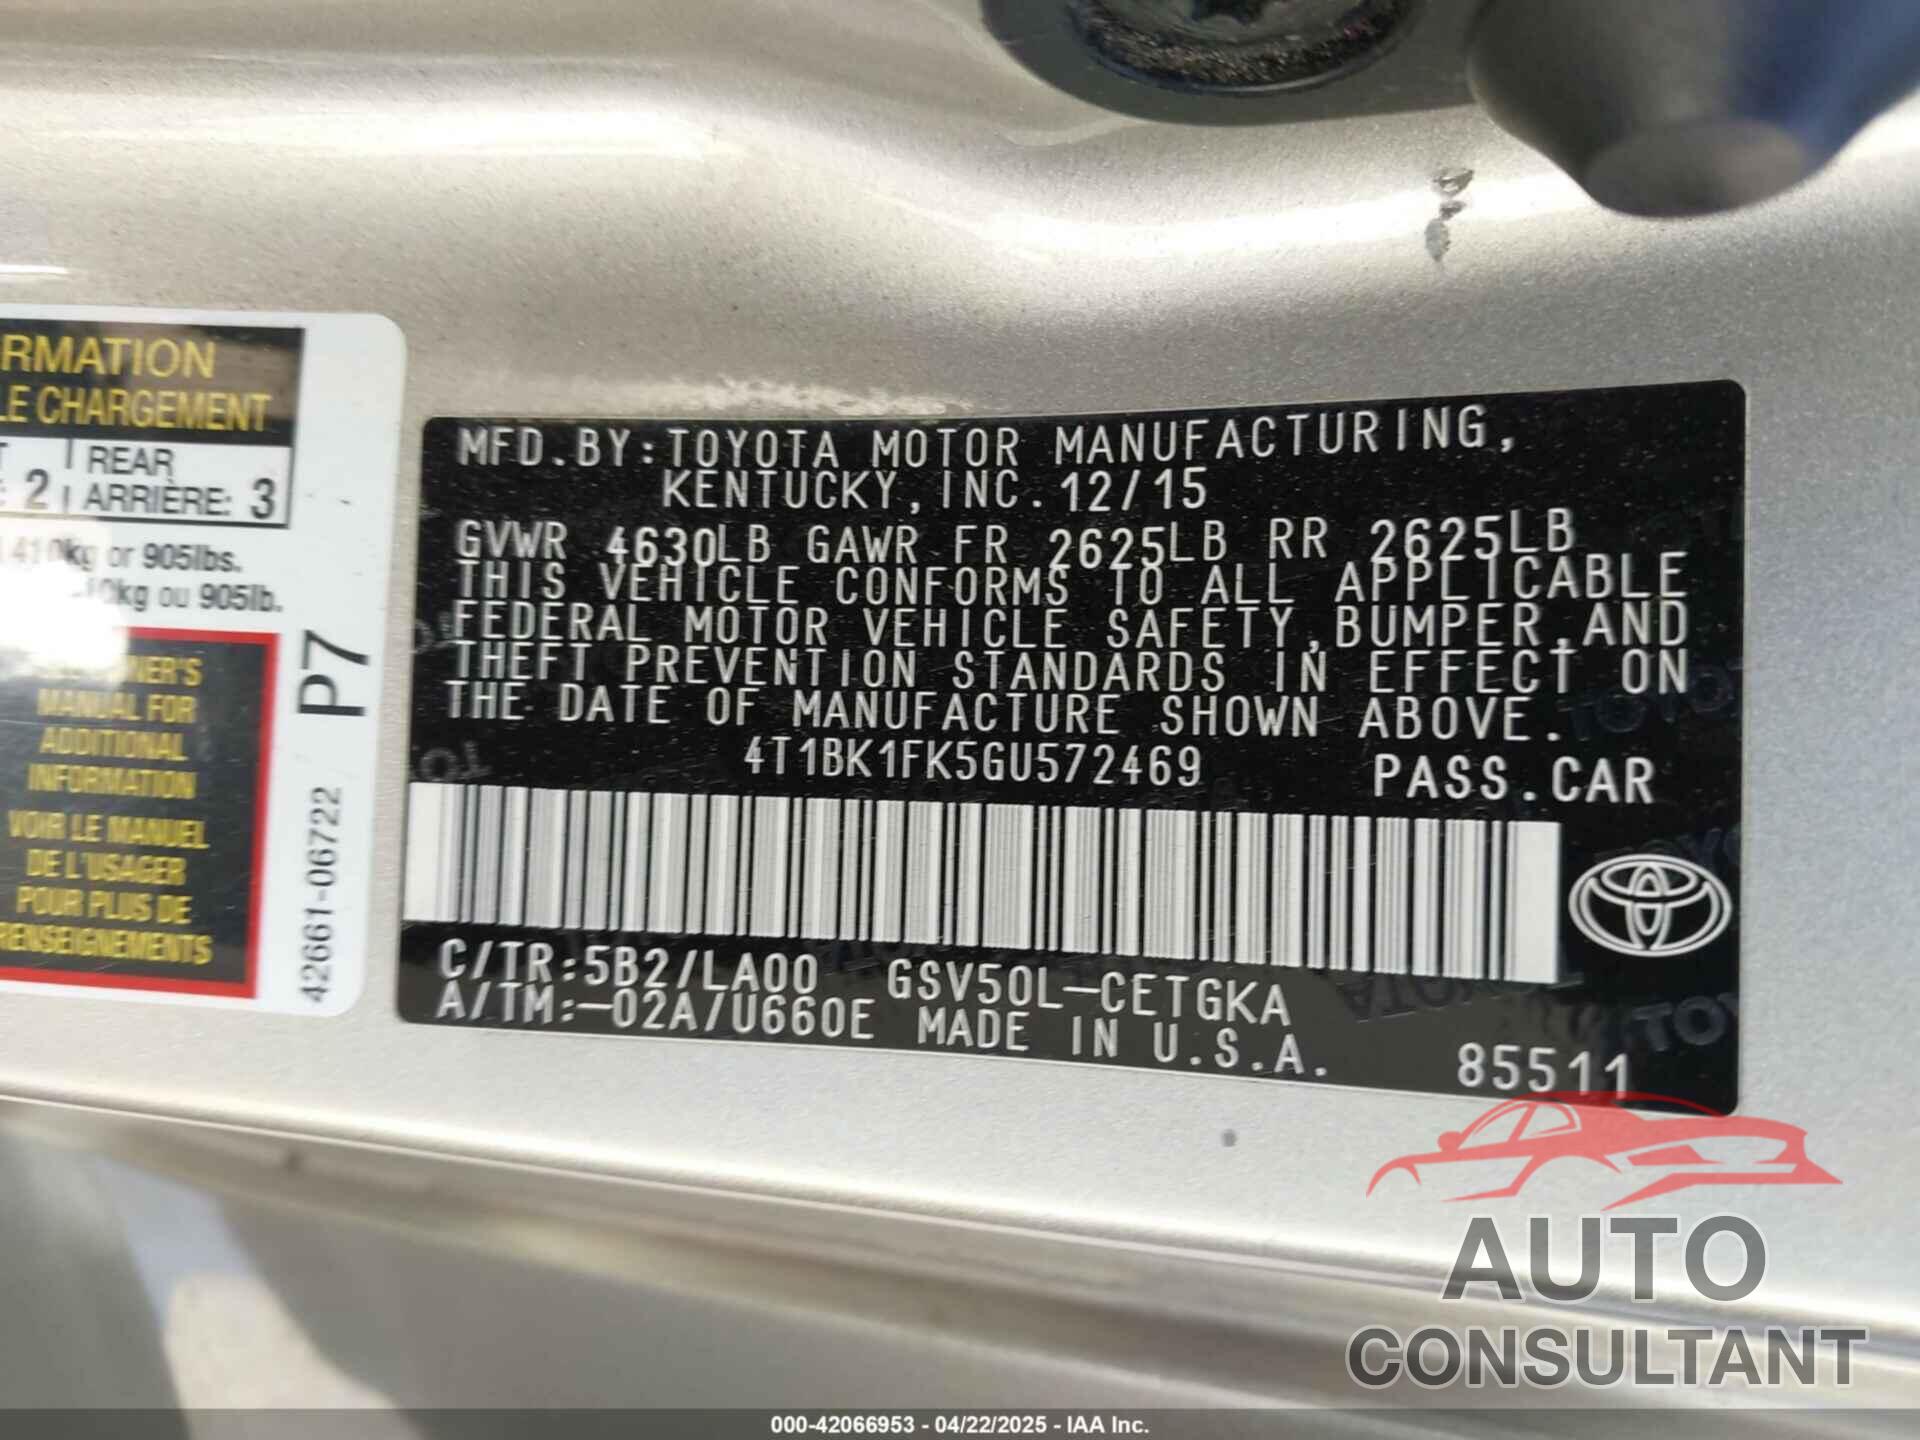 RMATION
LE CHARGEMENT
T
REAR
: 2
ARRIÈRE: 3
410kg or 905lbs.
10kg ou 905lb.
NER'S
MANUAL FOR
ADDITIONAL
INFORMATION
VOIR LE MANUEL
DE L'USAGER
POUR PLUS DE
RENSEIGNEMENTS
P7
42661-06722
MFD.BY:TOYOTA MOTOR MANUFACTURING,
KENTUCKY,INC.12/15
GVWR 4630LB GAWR FR 2625LB RR 2625LB
THIS VEHICLE CONFORMS TO ALL APPLICABLE
FEDERAL MOTOR VEHICLE SAFETY,BUMPER,AND
THEFT PREVENTION STANDARDS IN EFFECT ON
THE DATE OF MANUFACTURE SHOWN ABOVE.
4T1BK1FK5GU572469 PASS.CAR
C/TR:5B2/LA00 GSV50L-CETGKA
A/TM:-02A/U660E MADE IN U.S.A.
85511
AUTO
CONSULTANT
000-42066953 - 04/22/2025 - IAA Inc.